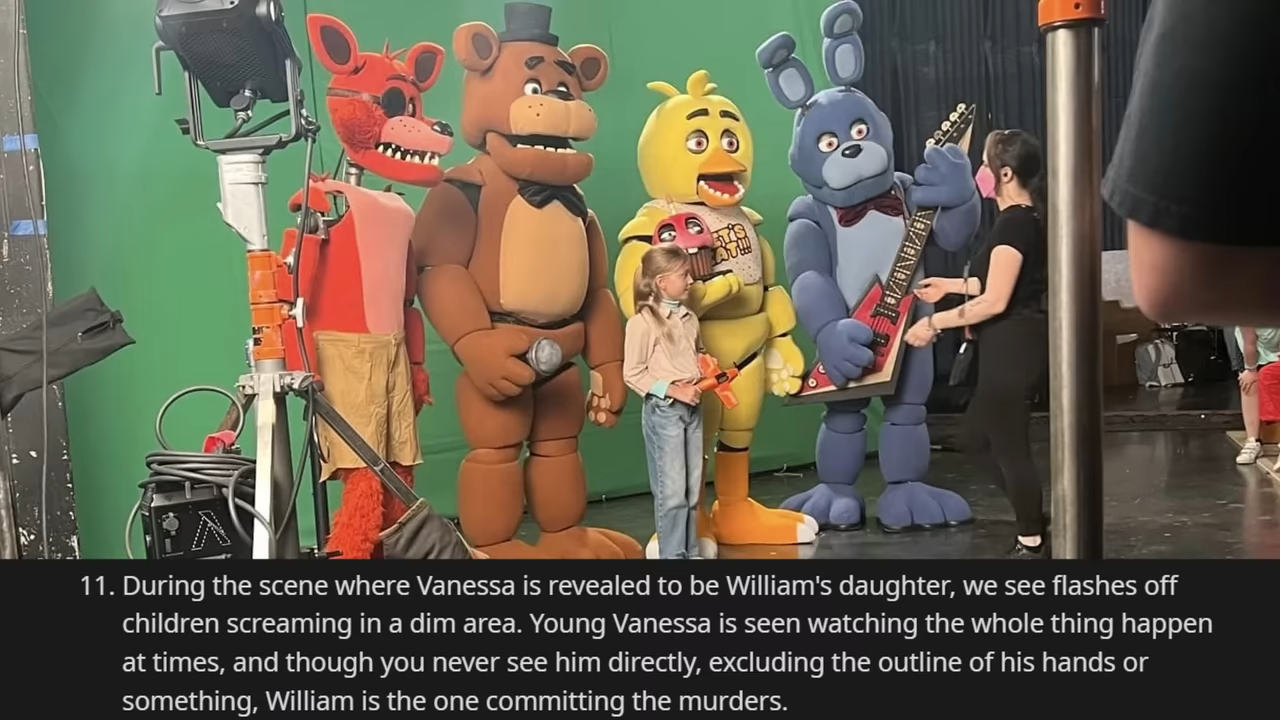 LET'S
EAT!!!
11. During the scene where Vanessa is revealed to be William's daughter, we see flashes off
children screaming in a dim area. Young Vanessa is seen watching the whole thing happen
at times, and though you never see him directly, excluding the outline of his hands or
something, William is the one committing the murders.